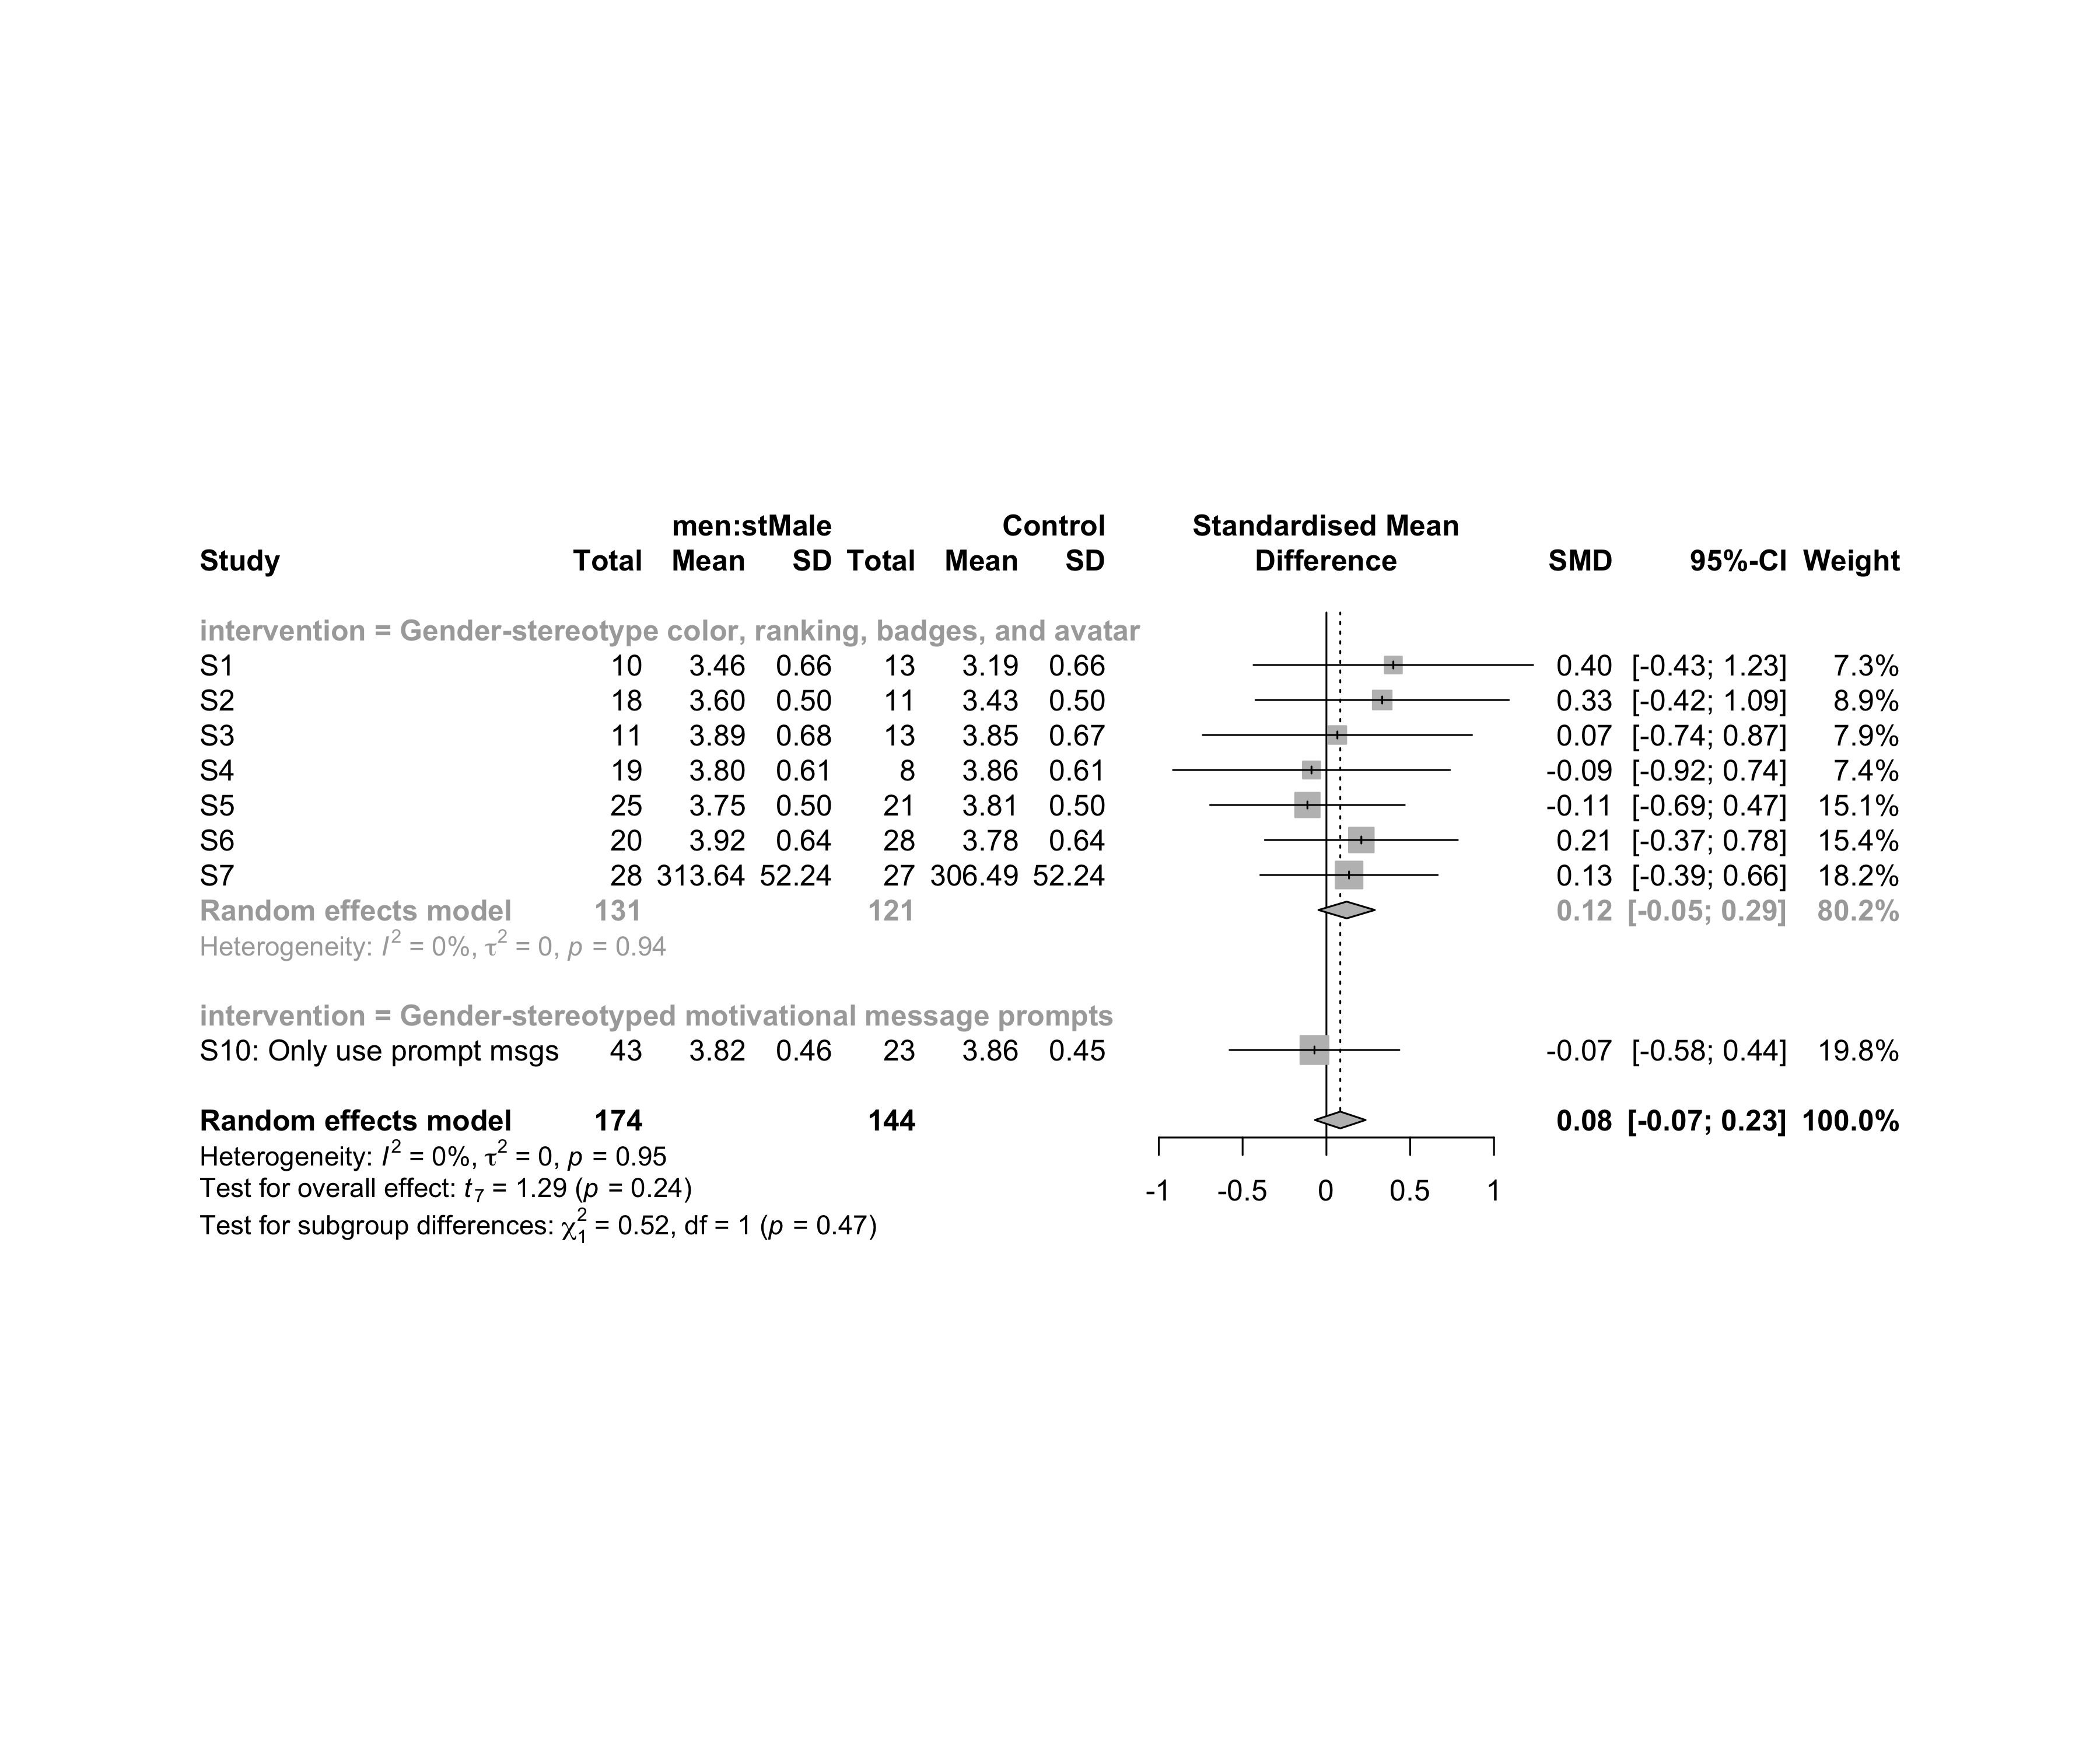 men:stMale Control Standardised Mean
Study Total Mean SD Total Mean SD Difference SMD 95%-CI Weight
intervention = Gender-stereotype color, ranking, badges, and avatar
S1 10 3.46 0.66 13 3.19 0.66 0.40 [-0.43; 1.23] 7.3%
S2 18 3.60 0.50 11 3.43 0.50 0.33 [-0.42; 1.09] 8.9%
S3 11 3.89 0.68 13 3.85 0.67 0.07 [-0.74; 0.87] 7.9%
S4 19 3.80 0.61 8 3.86 0.61 -0.09 [-0.92; 0.74] 7.4%
S5 25 3.75 0.50 21 3.81 0.50 -0.11 [-0.69; 0.47] 15.1%
S6 20 3.92 0.64 28 3.78 0.64 0.21 [-0.37; 0.78] 15.4%
S7 28 313.64 52.24 27 306.49 52.24 0.13 [-0.39; 0.66] 18.2%
Random effects model 131 121 0.12 [-0.05; 0.29] 80.2%
Heterogeneity: I² = 0%, τ² = 0, p = 0.94
intervention = Gender-stereotyped motivational message prompts
S10: Only use prompt msgs 43 3.82 0.46 23 3.86 0.45 -0.07 [-0.58; 0.44] 19.8%
Random effects model 174 144 0.08 [-0.07; 0.23] 100.0%
Heterogeneity: I² = 0%, τ² = 0, p = 0.95
Test for overall effect: t₇ = 1.29 (p = 0.24)
-1 -0.5 0 0.5 1
Test for subgroup differences: χ₁² = 0.52, df = 1 (p = 0.47)